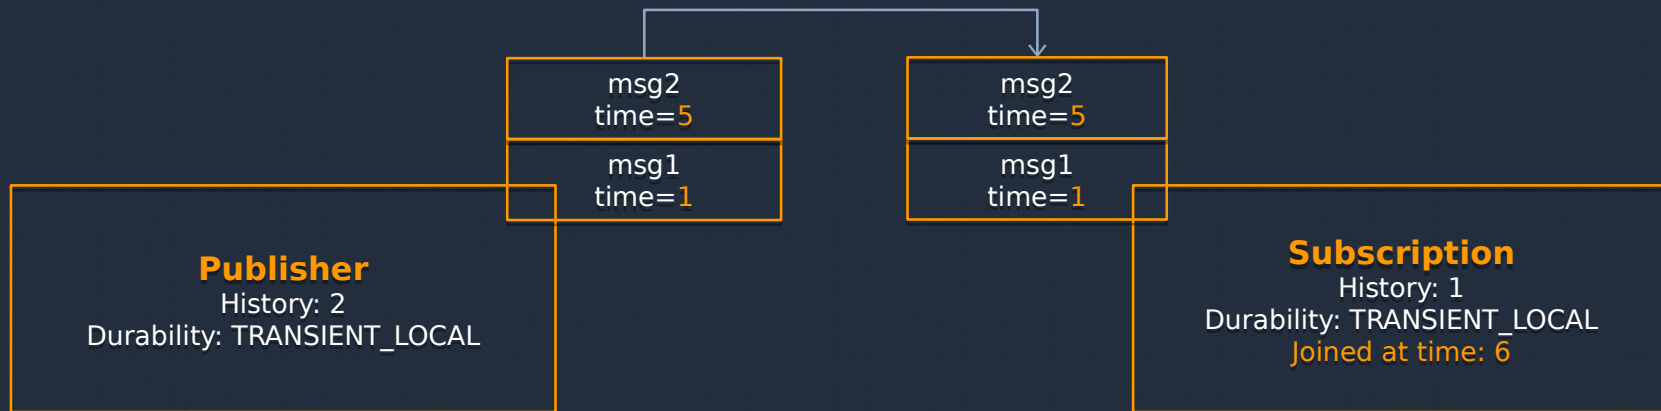 msg2
time=5
msg1
time=1
msg2
time=5
msg1
time=1
Publisher
History: 2
Durability: TRANSIENT_LOCAL
Subscription
History: 1
Durability: TRANSIENT_LOCAL
Joined at time: 6